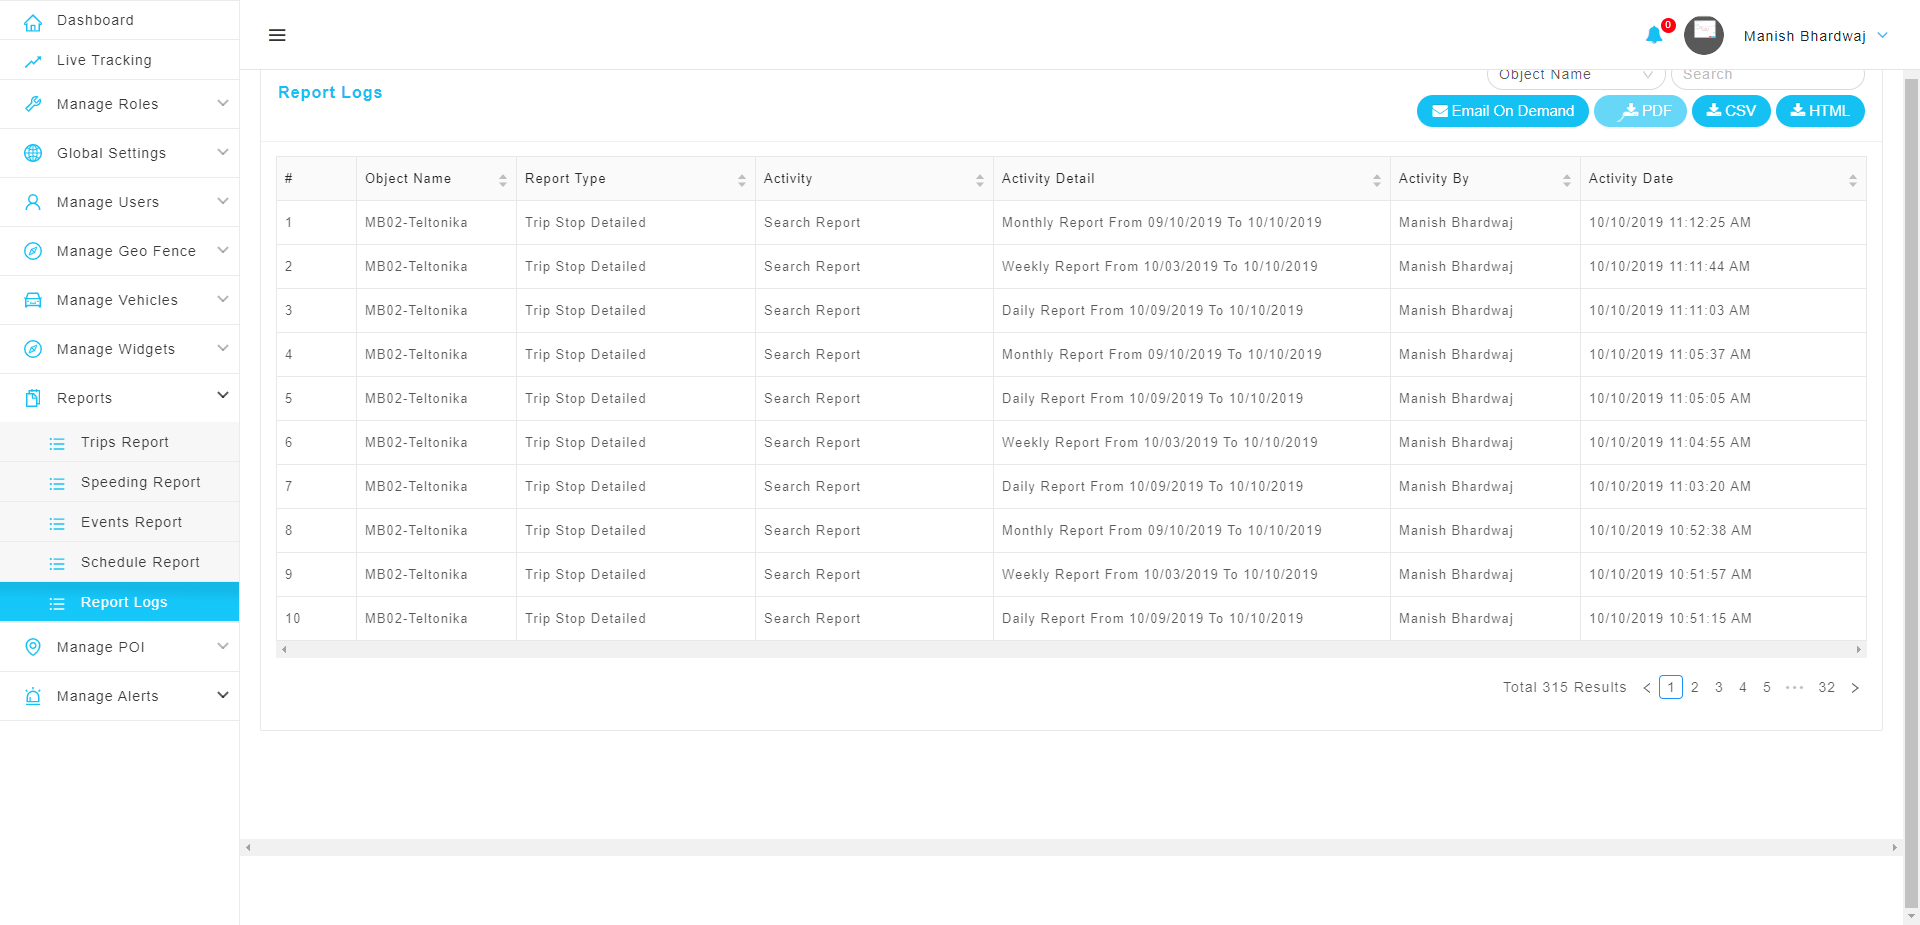 Dashboard
Live Tracking
Manage Roles
Global Settings
Manage Users
Manage Geo Fence
Manage Vehicles
Manage Widgets
Reports
Trips Report
Speeding Report
Events Report
Schedule Report
Report Logs
Manage POI
Manage Alerts
0
Manish Bhardwaj
Report Logs
Object Name
Search
Email On Demand
PDF
CSV
HTML
# Object Name Report Type Activity Activity Detail Activity By Activity Date
1 MB02-Teltonika Trip Stop Detailed Search Report Monthly Report From 09/10/2019 To 10/10/2019 Manish Bhardwaj 10/10/2019 11:12:25 AM
2 MB02-Teltonika Trip Stop Detailed Search Report Weekly Report From 10/03/2019 To 10/10/2019 Manish Bhardwaj 10/10/2019 11:11:44 AM
3 MB02-Teltonika Trip Stop Detailed Search Report Daily Report From 10/09/2019 To 10/10/2019 Manish Bhardwaj 10/10/2019 11:11:03 AM
4 MB02-Teltonika Trip Stop Detailed Search Report Monthly Report From 09/10/2019 To 10/10/2019 Manish Bhardwaj 10/10/2019 11:05:37 AM
5 MB02-Teltonika Trip Stop Detailed Search Report Daily Report From 10/09/2019 To 10/10/2019 Manish Bhardwaj 10/10/2019 11:05:05 AM
6 MB02-Teltonika Trip Stop Detailed Search Report Weekly Report From 10/03/2019 To 10/10/2019 Manish Bhardwaj 10/10/2019 11:04:55 AM
7 MB02-Teltonika Trip Stop Detailed Search Report Daily Report From 10/09/2019 To 10/10/2019 Manish Bhardwaj 10/10/2019 11:03:20 AM
8 MB02-Teltonika Trip Stop Detailed Search Report Monthly Report From 09/10/2019 To 10/10/2019 Manish Bhardwaj 10/10/2019 10:52:38 AM
9 MB02-Teltonika Trip Stop Detailed Search Report Weekly Report From 10/03/2019 To 10/10/2019 Manish Bhardwaj 10/10/2019 10:51:57 AM
10 MB02-Teltonika Trip Stop Detailed Search Report Daily Report From 10/09/2019 To 10/10/2019 Manish Bhardwaj 10/10/2019 10:51:15 AM
Total 315 Results < 1 2 3 4 5 ••• 32 >